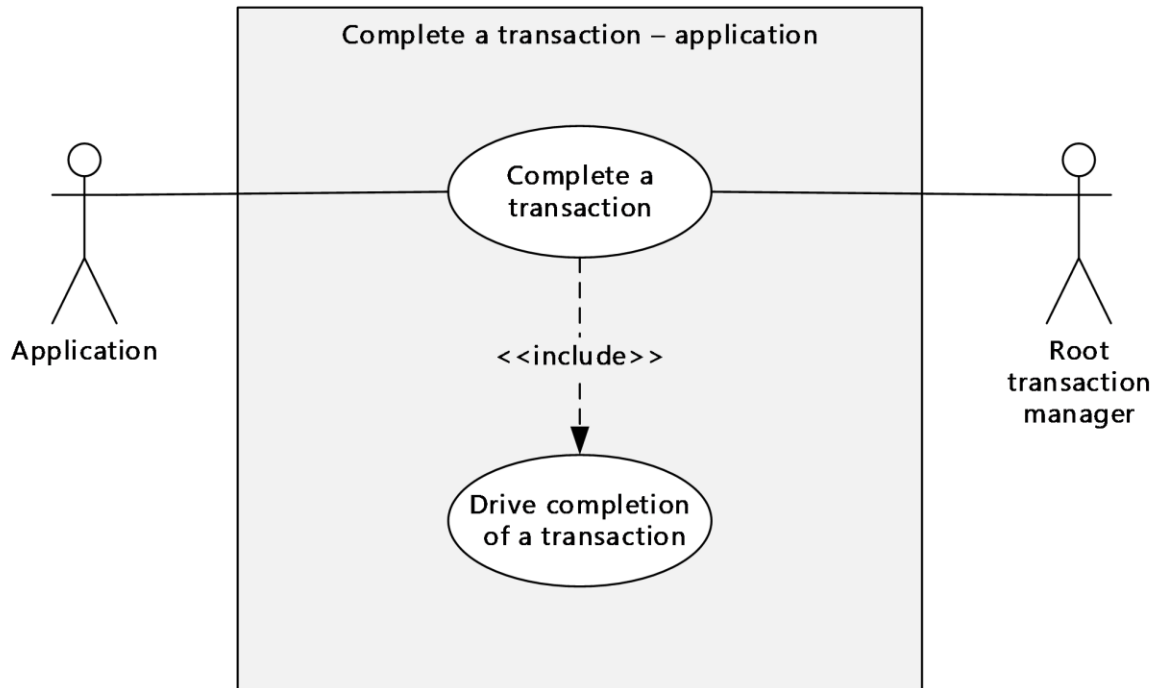 Complete a transaction – application
Complete a
transaction
Application
<<include>>
Root
transaction
manager
Drive completion
of a transaction